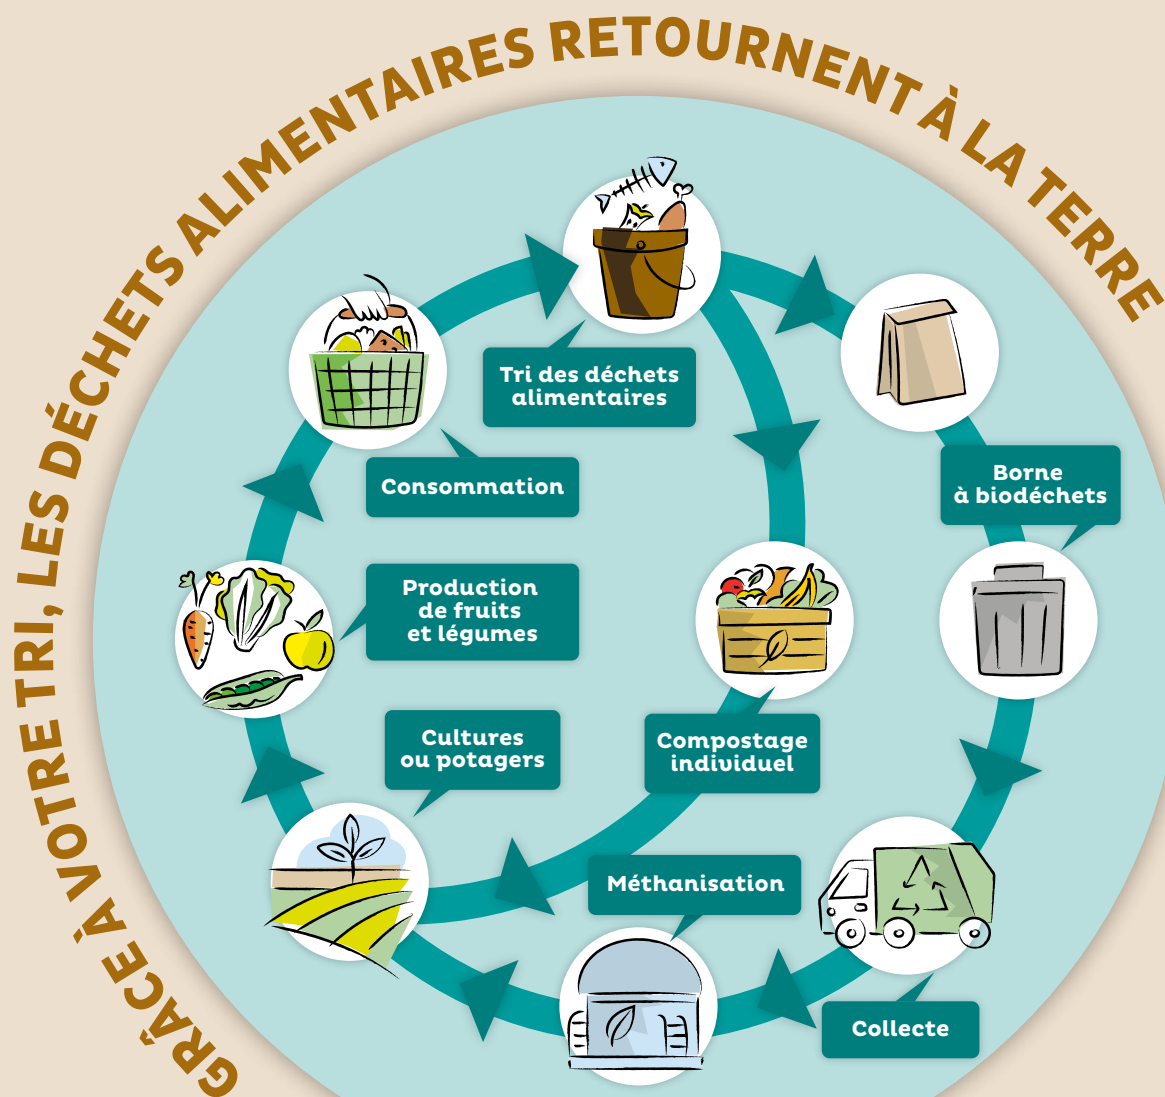 GRÂCE À VOTRE TRI, LES DÉCHETS ALIMENTAIRES RETOURNENT À LA TERRE
Tri des déchets
alimentaires
Borne
à biodéchets
Consommation
Production
de fruits
et légumes
Cultures
ou potagers
Compostage
individuel
Méthanisation
Collecte